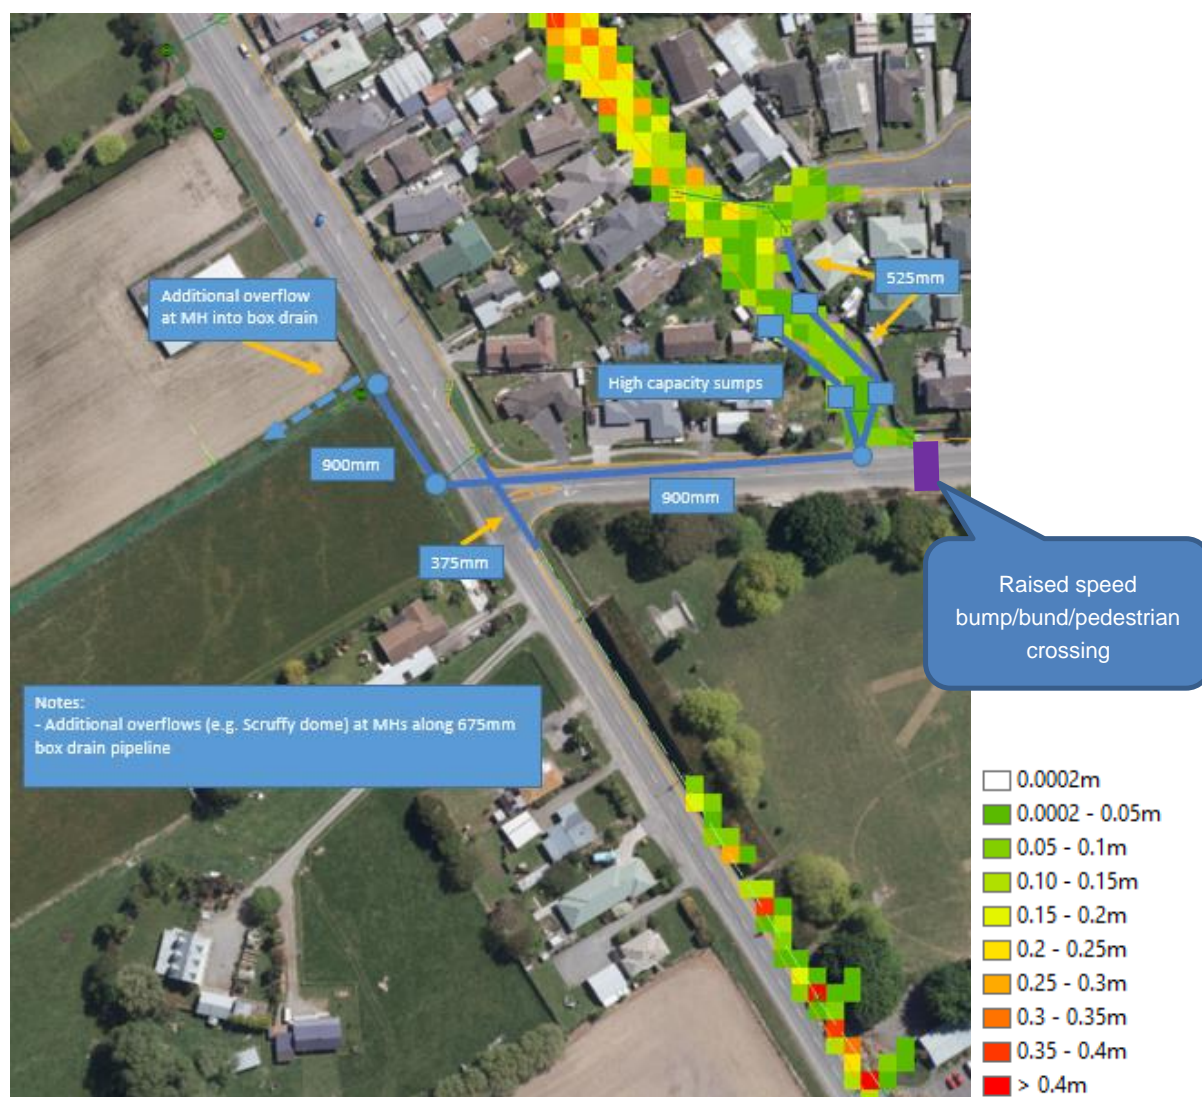 Additional overflow
at MH into box drain
525mm
High capacity sumps
900mm
900mm
375mm
Raised speed
bump/bund/pedestrian
crossing
Notes:
- Additional overflows (e.g. Scruffy dome) at MHs along 675mm
box drain pipeline
0.0002m
0.0002 - 0.05m
0.05 - 0.1m
0.10 - 0.15m
0.15 - 0.2m
0.2 - 0.25m
0.25 - 0.3m
0.3 - 0.35m
0.35 - 0.4m
> 0.4m